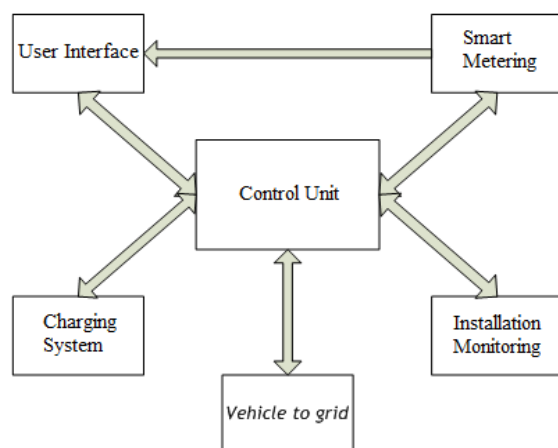 User Interface
Smart
Metering
Control Unit
Charging
System
Installation
Monitoring
Vehicle to grid